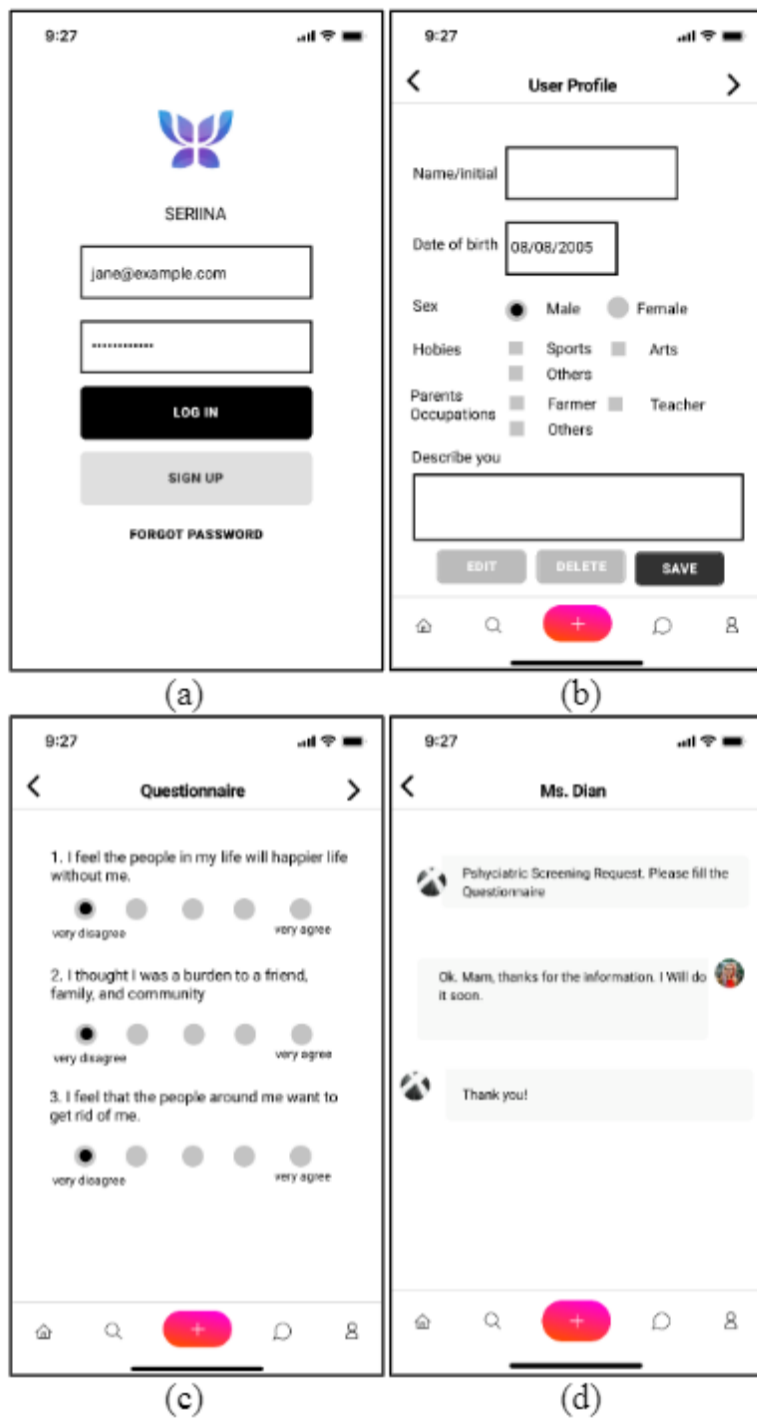 9:27
SERIINA
jane@example.com
••••••••••••
LOG IN
SIGN UP
FORGOT PASSWORD
(a)
9:27
User Profile
Name/initial
Date of birth 08/08/2005
Sex Male Female
Hobies Sports Arts
Others
Parents
Occupations Farmer Teacher
Others
Describe you
EDIT DELETE SAVE
(b)
9:27
Questionnaire
1. I feel the people in my life will happier life
without me.
very disagree very agree
2. I thought I was a burden to a friend,
family, and community
very disagree very agree
3. I feel that the people around me want to
get rid of me.
very disagree very agree
(c)
9:27
Ms. Dian
Pshyciatric Screening Request. Please fill the
Questionnaire
Ok. Mam, thanks for the information. I Will do
it soon.
Thank you!
(d)